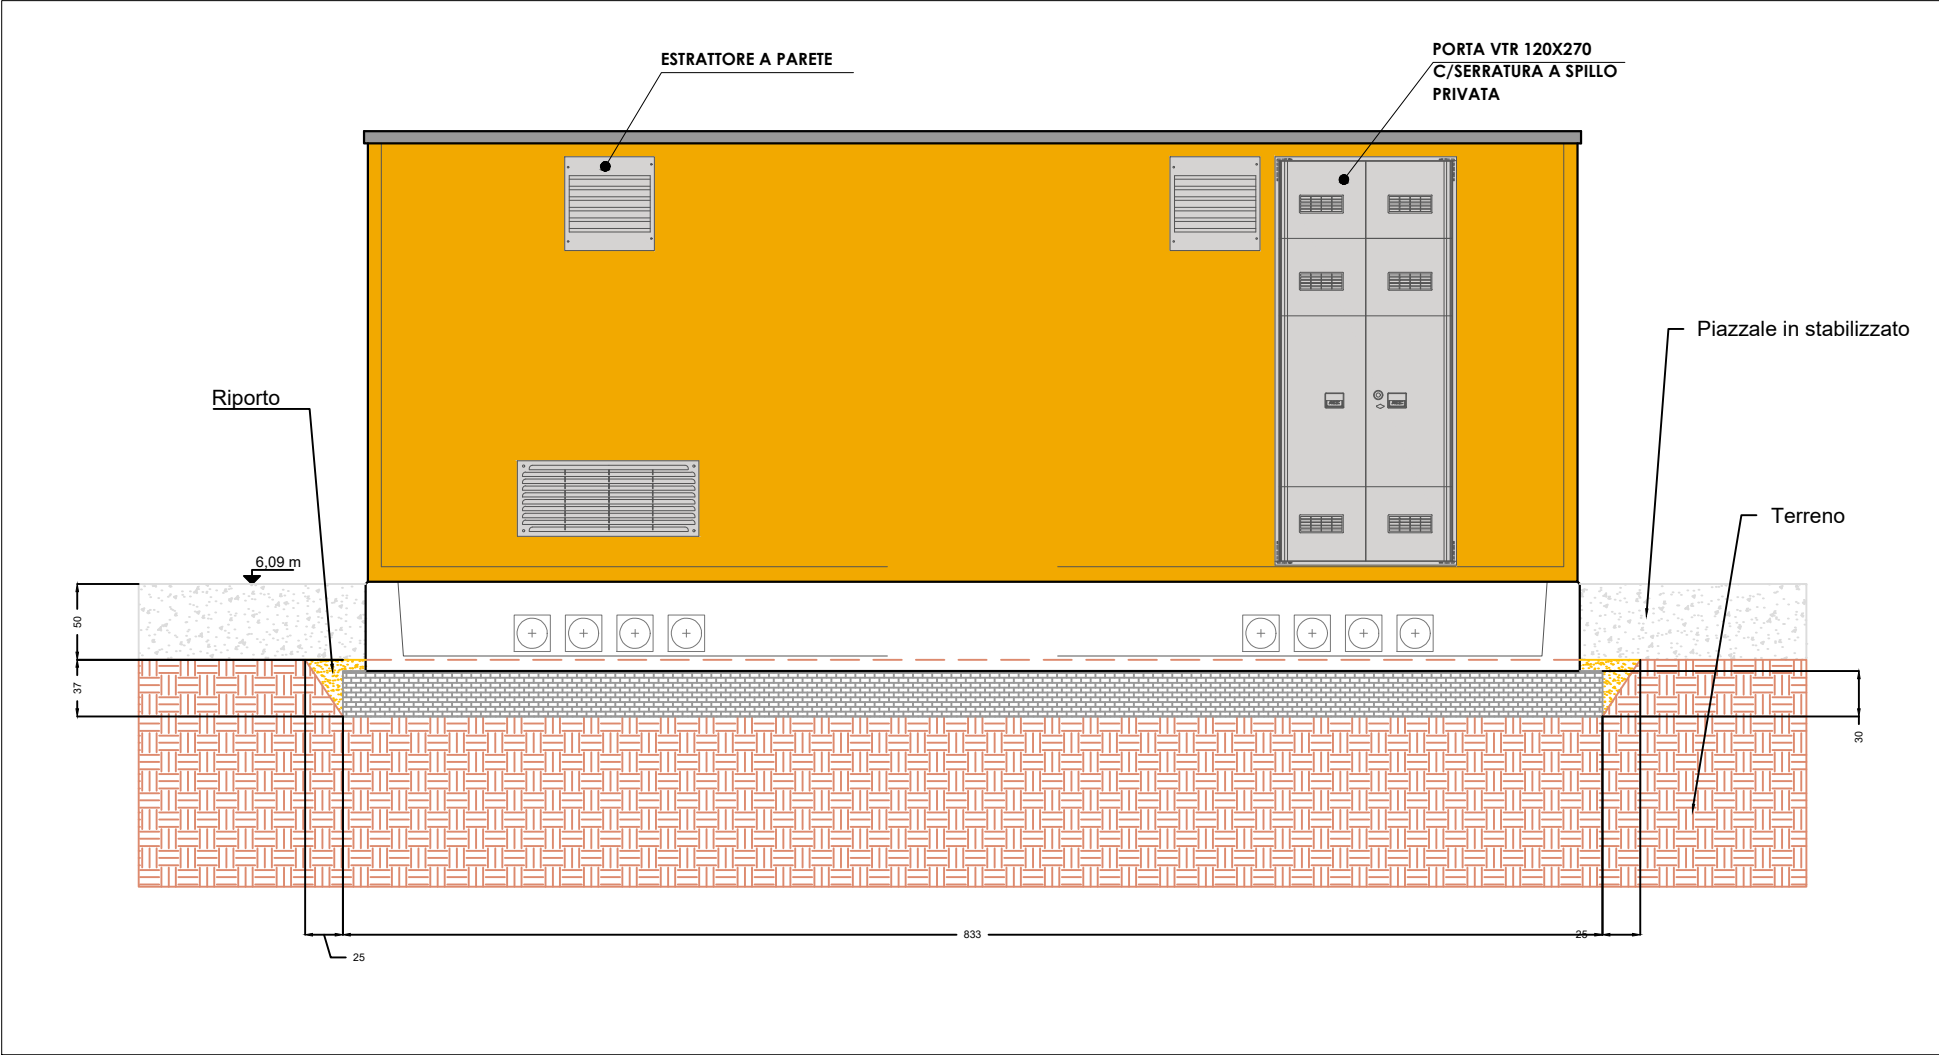 ESTRATTORE A PARETE
PORTA VTR 120X270
C/SERRATURA A SPILLO
PRIVATA
Piazzale in stabilizzato
Riporto
Terreno
6,09 m
50
37
30
833
25
25